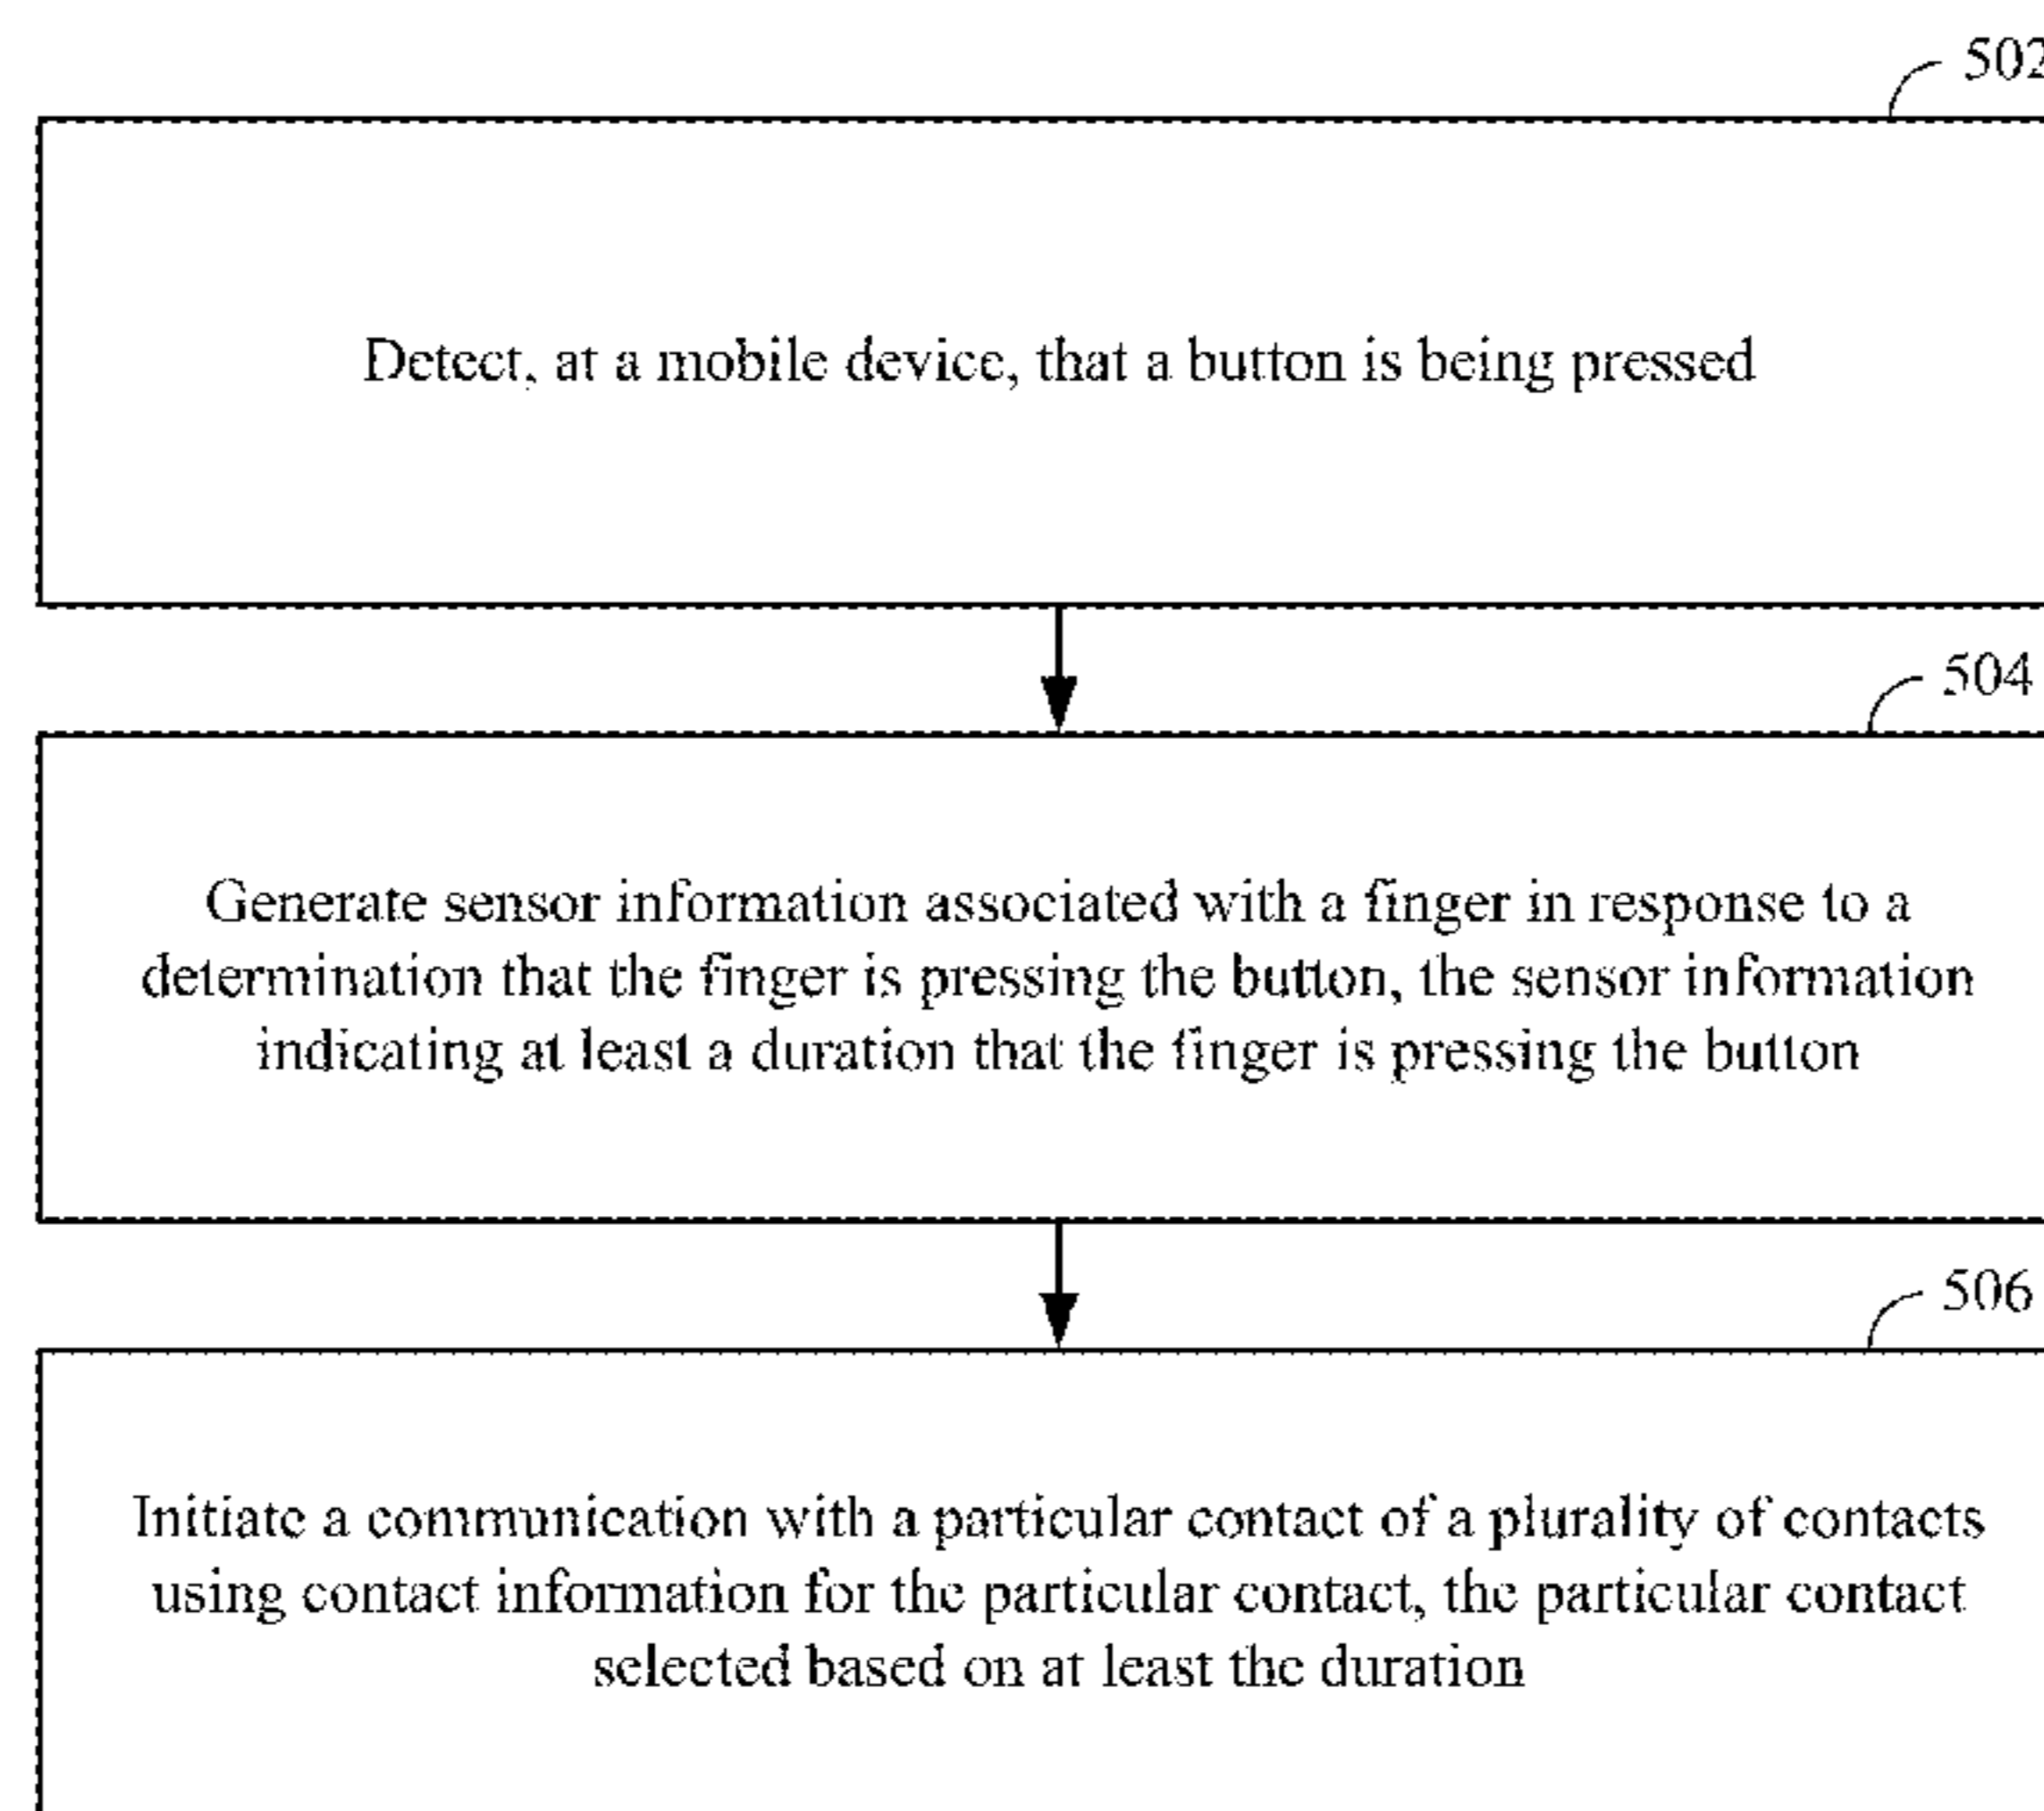 502
Detect, at a mobile device, that a button is being pressed
504
Generate sensor information associated with a finger in response to a
determination that the finger is pressing the button, the sensor information
indicating at least a duration that the finger is pressing the button
506
Initiate a communication with a particular contact of a plurality of contacts
using contact information for the particular contact, the particular contact
selected based on at least the duration